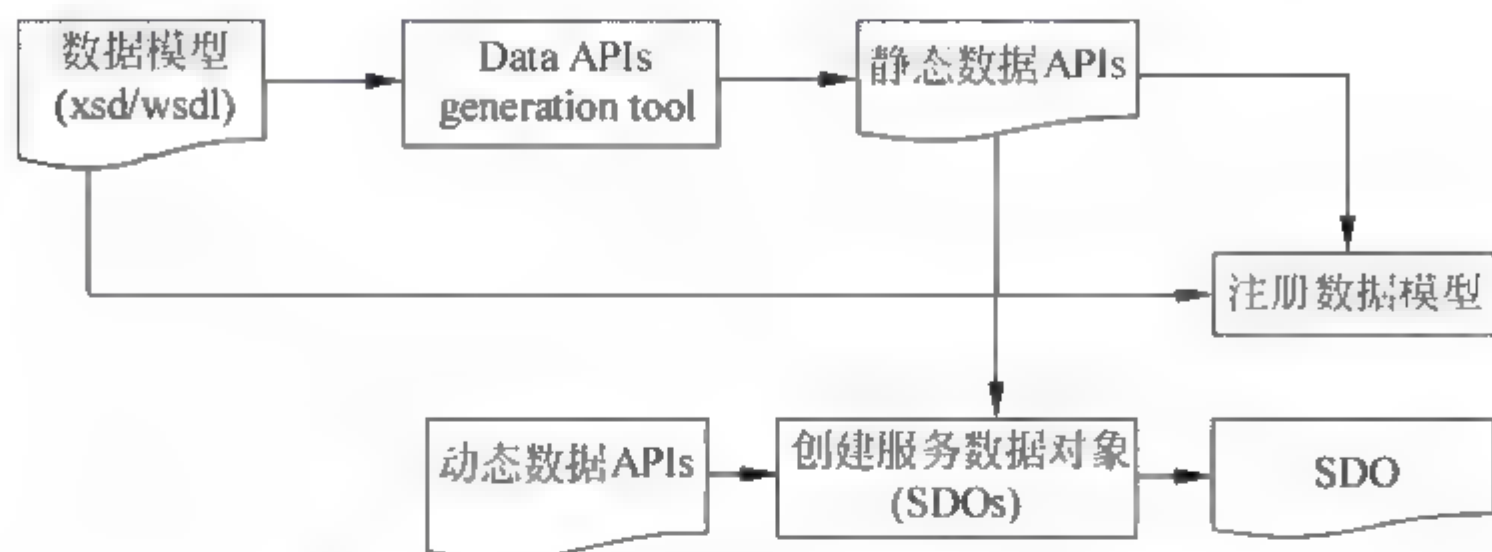 数据模型
(xsd/wsdl)
Data APIs
generation tool
静态数据APIs
注册数据模型
动态数据APIs
创建服务数据对象
(SDOs)
SDO